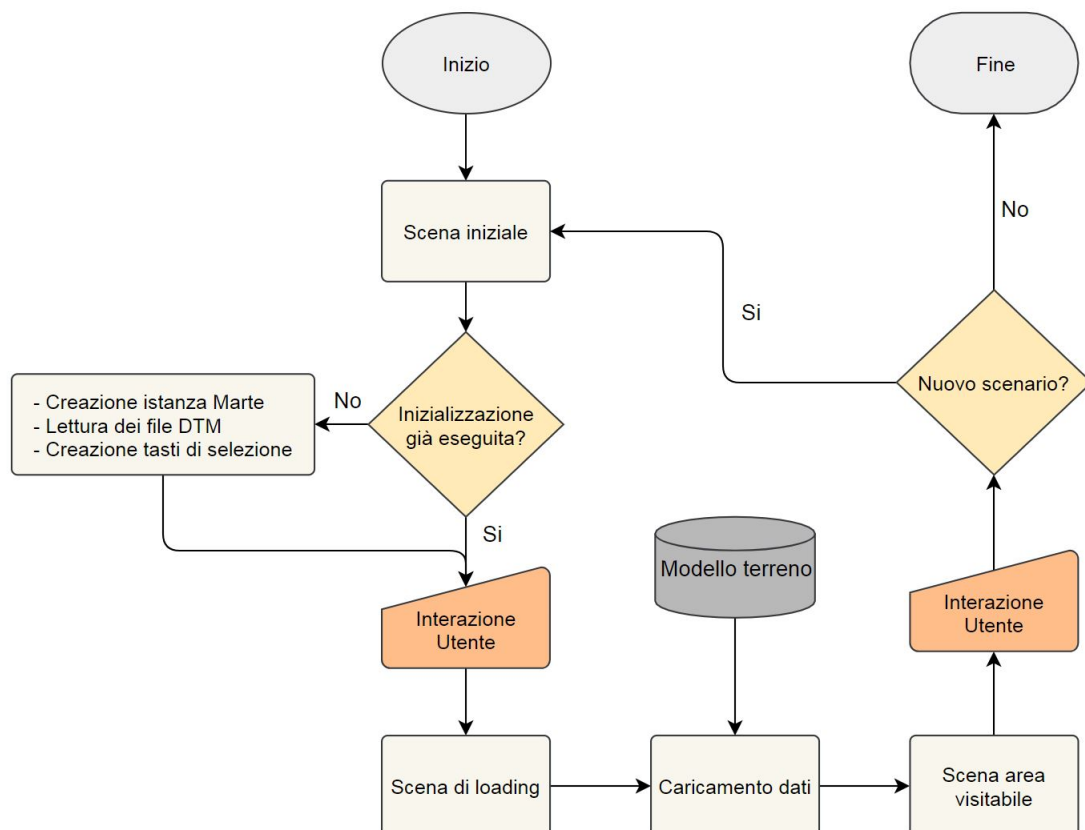 Inizio
Fine
Scena iniziale
No
Si
Inizializzazione
già eseguita?
No
- Creazione istanza Marte
- Lettura dei file DTM
- Creazione tasti di selezione
Nuovo scenario?
Si
Modello terreno
Interazione
Utente
Interazione
Utente
Scena di loading
Caricamento dati
Scena area
visitabile